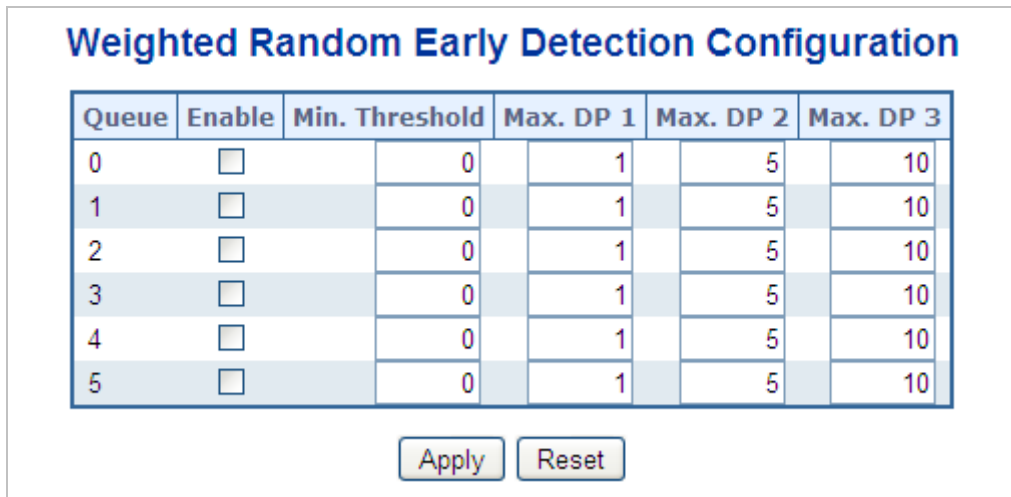 Weighted Random Early Detection Configuration
Queue Enable Min. Threshold Max. DP 1 Max. DP 2 Max. DP 3
0 0 1 5 10
1 0 1 5 10
2 0 1 5 10
3 0 1 5 10
4 0 1 5 10
5 0 1 5 10
Apply Reset